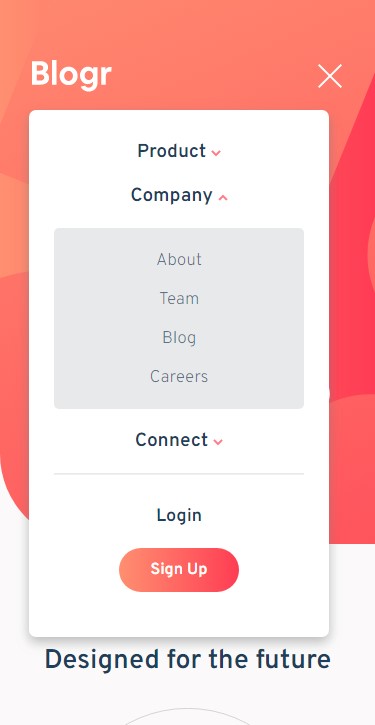 Blogr
Product
Company
About
Team
Blog
Careers
Connect
Login
Sign Up
Designed for the future